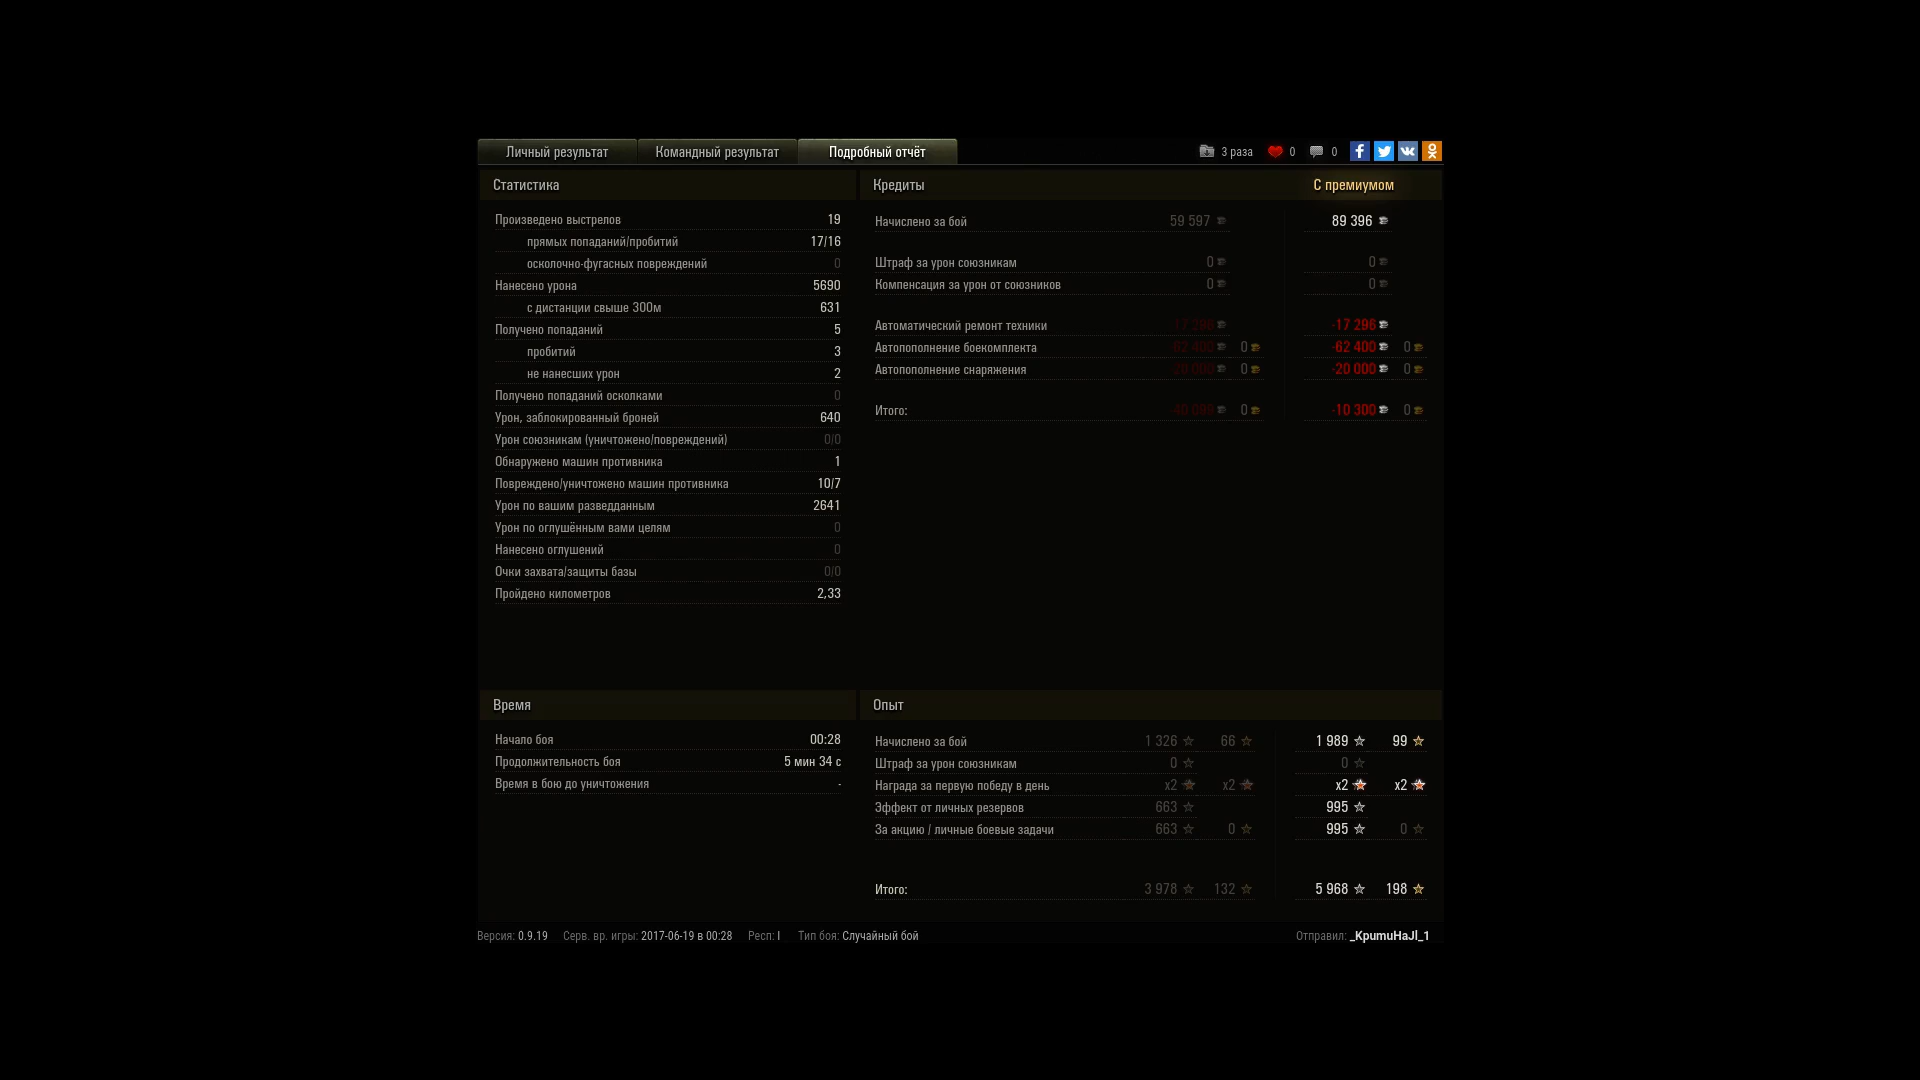 Личный результат Командный результат Подробный отчёт 3 раза 0 0
Статистика
Произведено выстрелов 19
прямых попаданий/пробитий 17/16
осколочно-фугасных повреждений 0
Нанесено урона 5690
с дистанции свыше 300м 631
Получено попаданий 5
пробитий 3
не нанесших урон 2
Получено попаданий осколками 0
Урон, заблокированный броней 640
Урон союзникам (уничтожено/повреждений) 0/0
Обнаружено машин противника 1
Повреждено/уничтожено машин противника 10/7
Урон по вашим разведданным 2641
Урон по оглушённым вами целям 0
Нанесено оглушений 0
Очки захвата/защиты базы 0/0
Пройдено километров 2,33
Кредиты С премиумом
Начислено за бой 59 597 89 396
Штраф за урон союзникам 0 0
Компенсация за урон от союзников 0 0
Автоматический ремонт техники -17 296 -17 296
Автопополнение боекомплекта -62 400 0 -62 400 0
Автопополнение снаряжения -20 000 0 -20 000 0
Итого: -40 099 0 -10 300 0
Время
Начало боя 00:28
Продолжительность боя 5 мин 34 с
Время в бою до уничтожения -
Опыт
Начислено за бой 1 326 66 1 989 99
Штраф за урон союзникам 0 0
Награда за первую победу в день x2 x2 x2 x2
Эффект от личных резервов 663 995
За акцию / личные боевые задачи 663 0 995 0
Итого: 3 978 132 5 968 198
Версия: 0.9.19 Серв. вр. игры: 2017-06-19 в 00:28 Респ: I Тип боя: Случайный бой Отправил: _KpumuHaJl_1